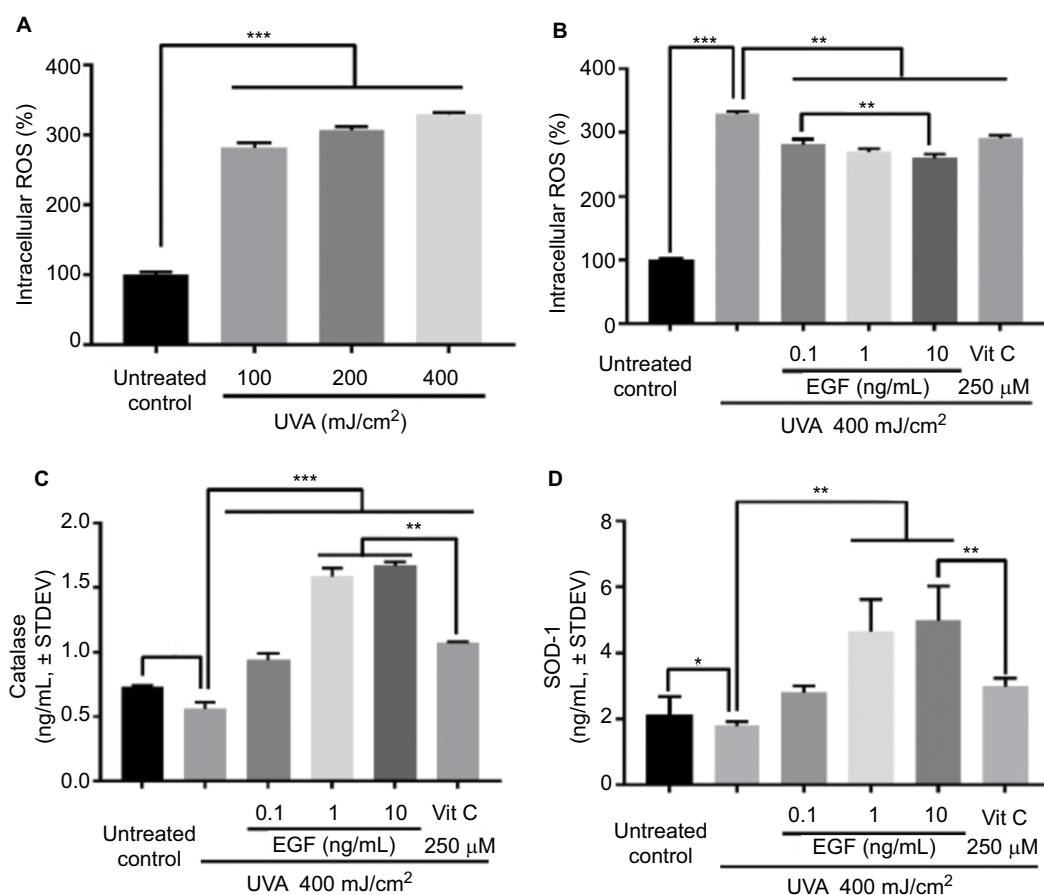 A
***
400
300
200
100
0
Intracellular ROS (%)
Untreated
control
100 200 400
UVA (mJ/cm²)
B
*** **
**
400
300
200
100
0
Intracellular ROS (%)
Untreated
control
0.1 1 10 Vit C
EGF (ng/mL) 250 μM
UVA 400 mJ/cm²
C
***
**
2.0
1.5
1.0
0.5
0.0
Catalase
(ng/mL, ± STDEV)
Untreated
control
0.1 1 10 Vit C
EGF (ng/mL) 250 μM
UVA 400 mJ/cm²
D
**
**
*
8
6
4
2
0
SOD-1
(ng/mL, ± STDEV)
Untreated
control
0.1 1 10 Vit C
EGF (ng/mL) 250 μM
UVA 400 mJ/cm²